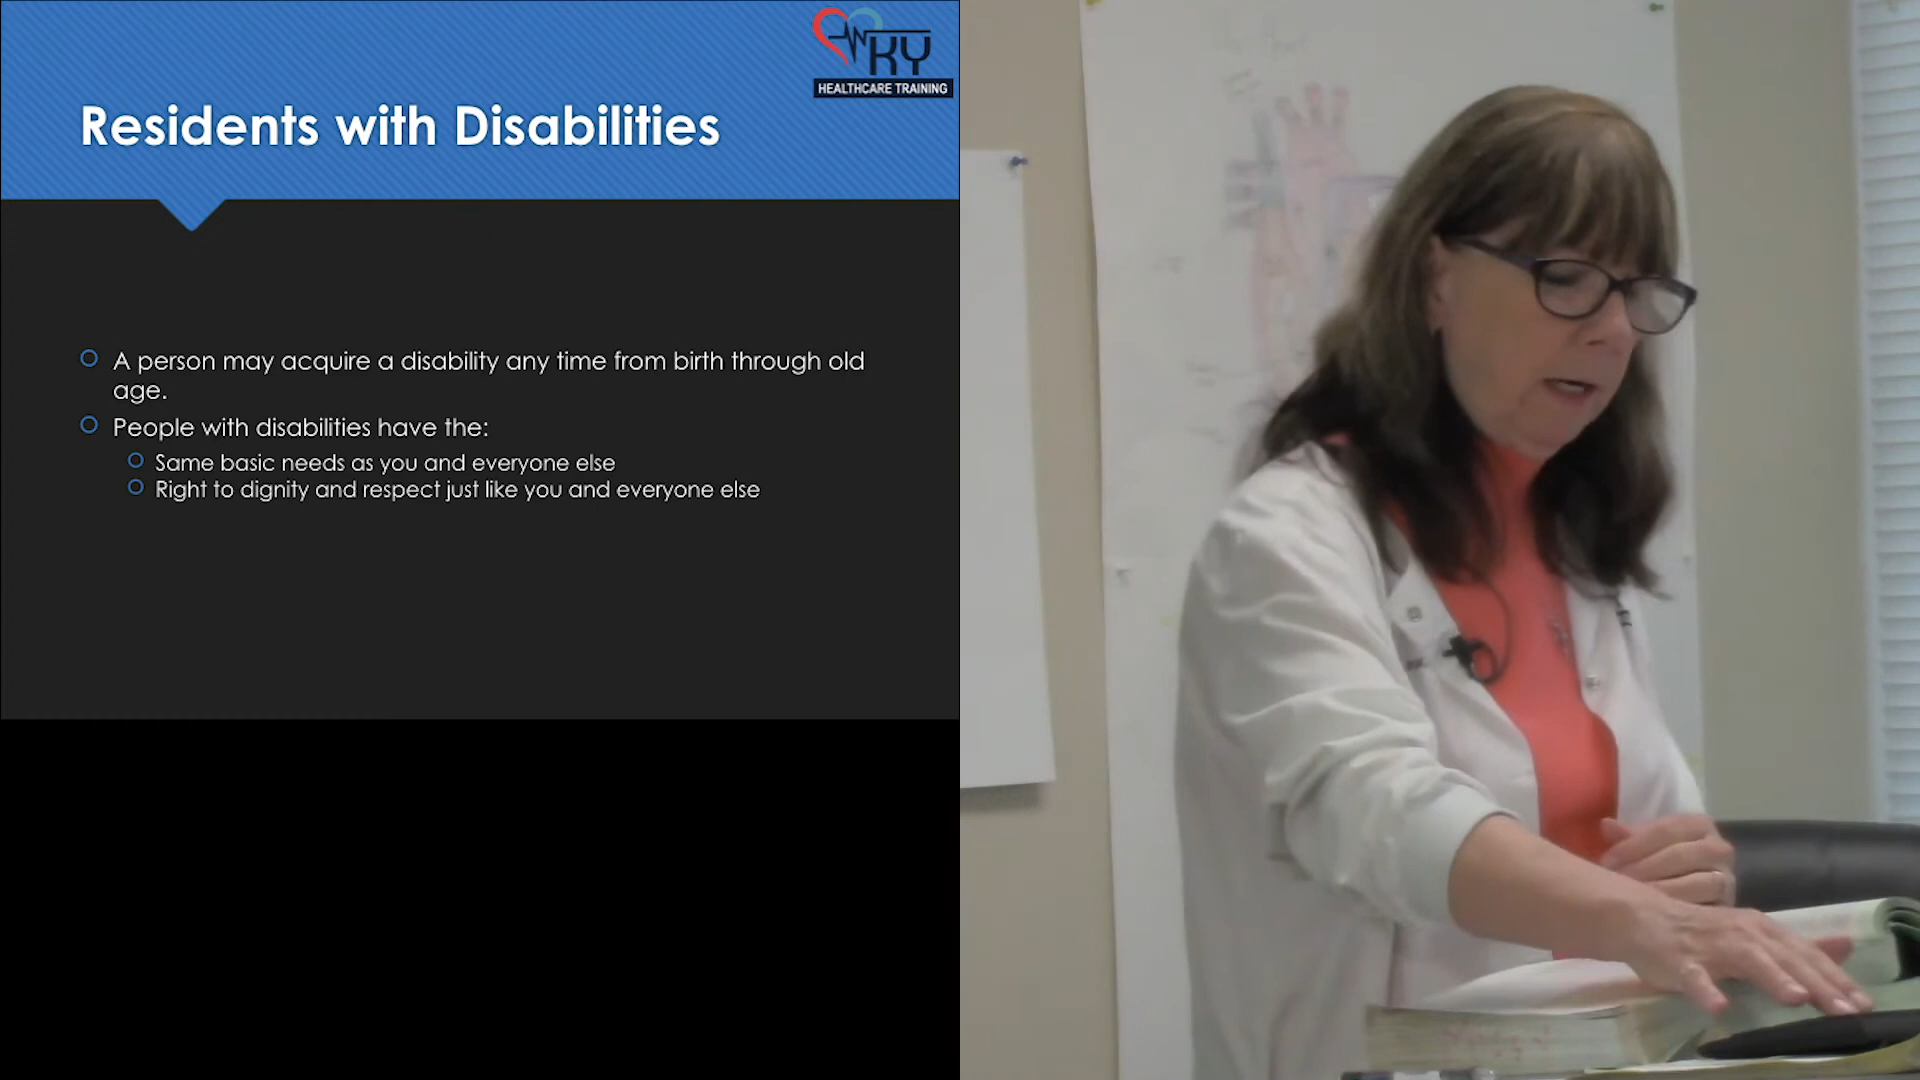 KY
HEALTHCARE TRAINING
Residents with Disabilities
A person may acquire a disability any time from birth through old
age.
People with disabilities have the:
Same basic needs as you and everyone else
Right to dignity and respect just like you and everyone else